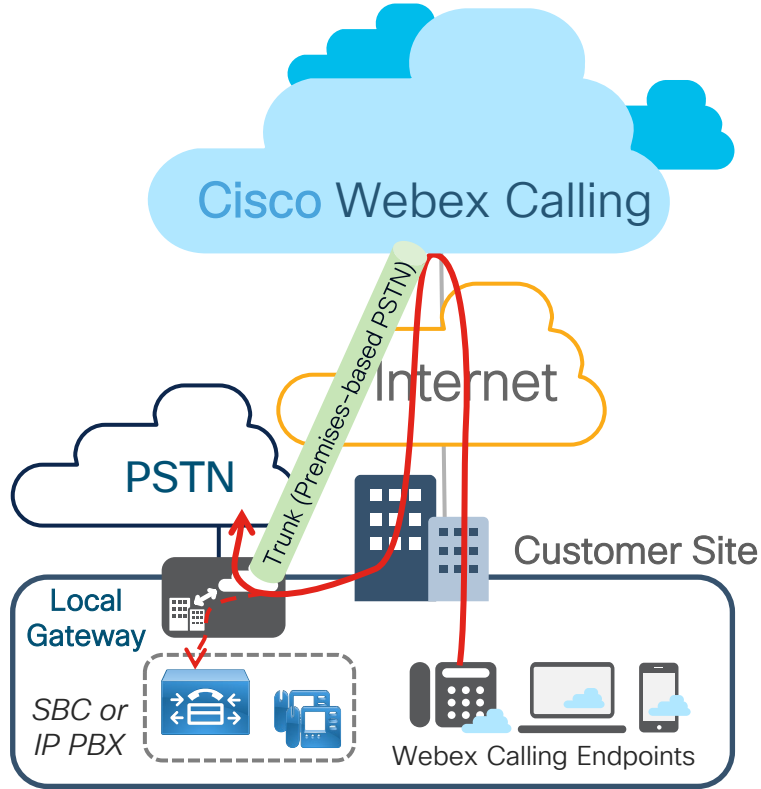 Cisco Webex Calling
Internet
Trunk (Premises-based PSTN)
PSTN
Customer Site
Local
Gateway
SBC or
IP PBX
Webex Calling Endpoints